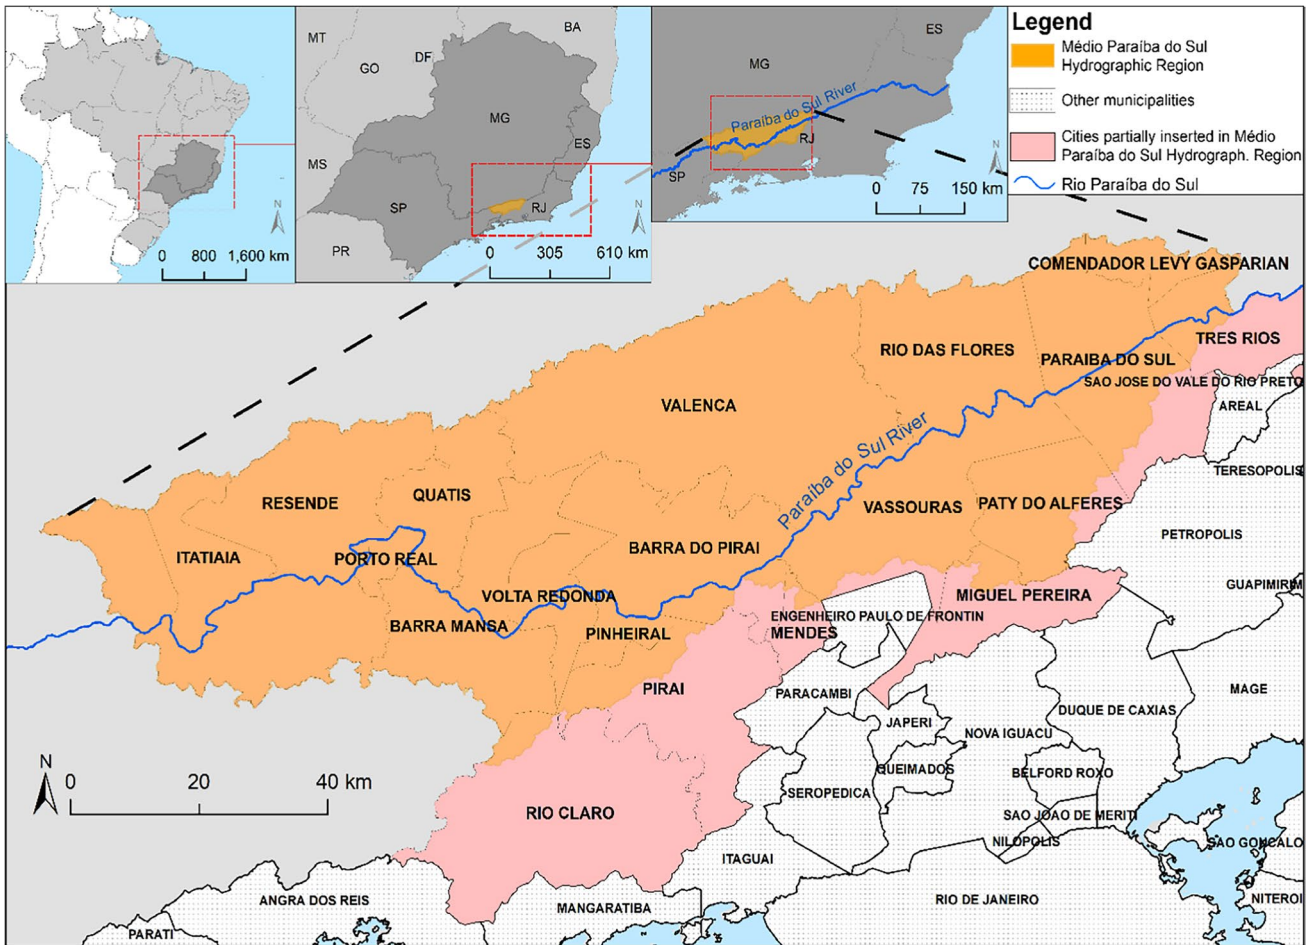 MT
BA
DF
GO
MG
ES
MS
SP
RJ
PR
N
0 800 1,600 km
N
0 305 610 km
ES
MG
Paraíba do Sul River
RJ
SP
N
0 75 150 km
Legend
Médio Paraíba do Sul
Hydrographic Region
Other municipalities
Cities partially inserted in Médio
Paraíba do Sul Hydrograph. Region
Rio Paraíba do Sul
COMENDADOR LEVY GASPARIAN
TRES RIOS
RIO DAS FLORES
PARAIBA DO SUL
SAO JOSE DO VALE DO RIO PRETO
VALENCA
AREAL
Paraíba do Sul River
TERESOPOLIS
RESENDE
QUATIS
VASSOURAS
PATY DO ALFERES
PETROPOLIS
ITATIAIA
PORTO REAL
BARRA DO PIRAI
GUAPIMIRIM
VOLTA REDONDA
MIGUEL PEREIRA
BARRA MANSA
PINHEIRAL
ENGENHEIRO PAULO DE FRONTIN
MENDES
PIRAI
PARACAMBI
MAGE
DUQUE DE CAXIAS
JAPERI
NOVA IGUACU
N
0 20 40 km
QUEIMADOS
BELFORD ROXO
SEROPEDICA
RIO CLARO
SAO JOAO DE MERITI
NILOPOLIS
SAO GONCALO
ITAGUAI
ANGRA DOS REIS
MANGARATIBA
RIO DE JANEIRO
NITEROI
PARATI